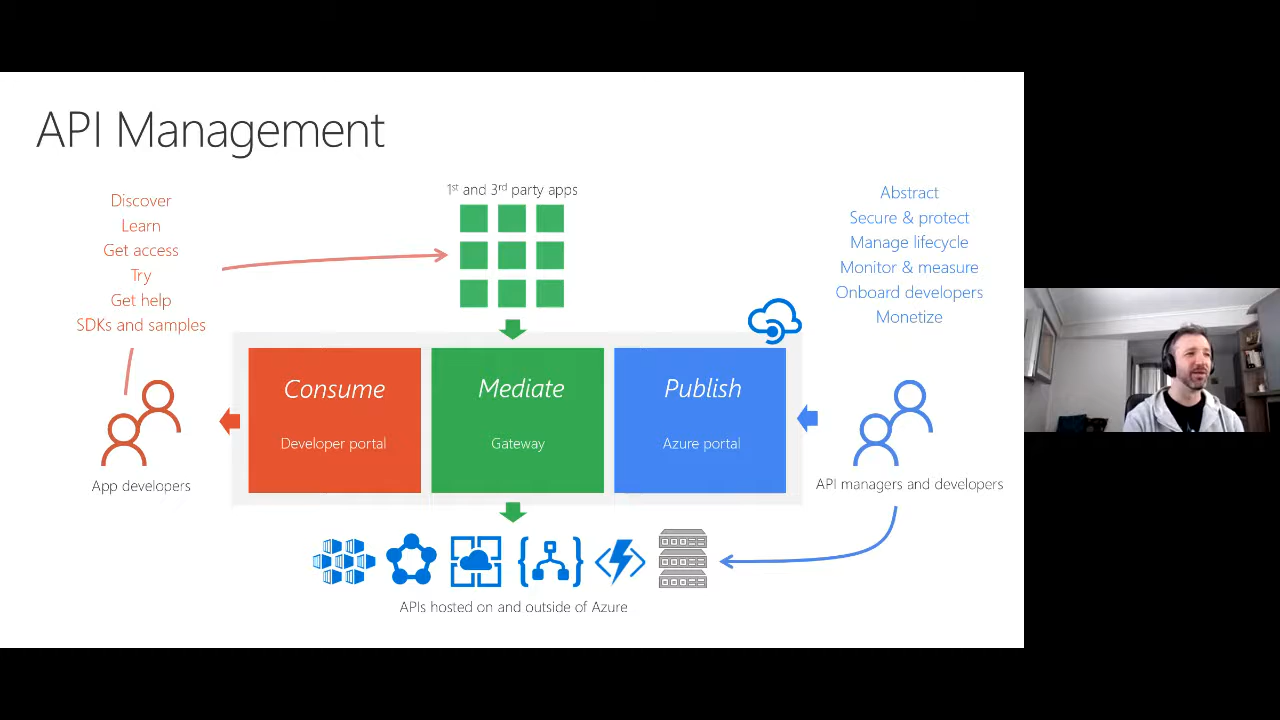 API Management
Discover
Learn
Get access
Try
Get help
SDKs and samples
1st and 3rd party apps
Abstract
Secure & protect
Manage lifecycle
Monitor & measure
Onboard developers
Monetize
Consume
Developer portal
Mediate
Gateway
Publish
Azure portal
App developers
API managers and developers
APIs hosted on and outside of Azure